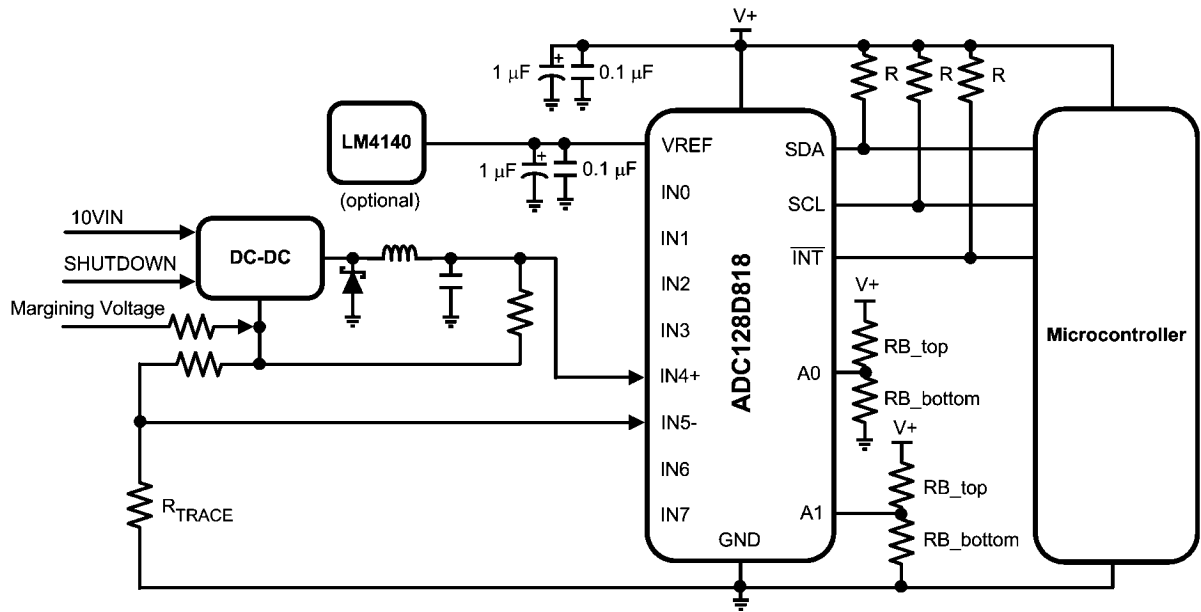 V+
1 µF
+
0.1 µF
R
R
R
LM4140
(optional)
1 µF
+
0.1 µF
VREF
IN0
IN1
IN2
IN3
IN4+
IN5-
IN6
IN7
GND
ADC128D818
SDA
SCL
INT
A0
A1
10VIN
SHUTDOWN
DC-DC
Margining Voltage
RTRACE
V+
RB_top
RB_bottom
V+
RB_top
RB_bottom
Microcontroller